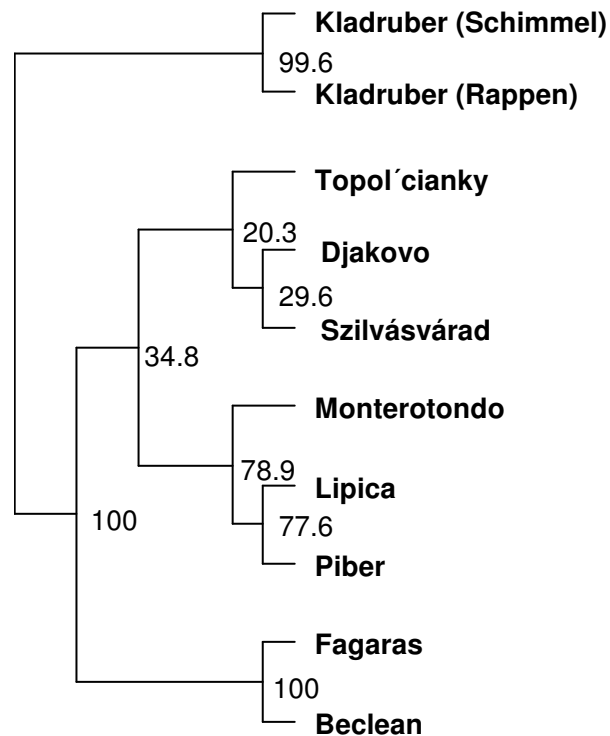 Kladruber (Schimmel)
99.6
Kladruber (Rappen)
Topol´cianky
20.3
Djakovo
29.6
Szilvásvárad
34.8
Monterotondo
78.9
Lipica
77.6
Piber
100
Fagaras
100
Beclean